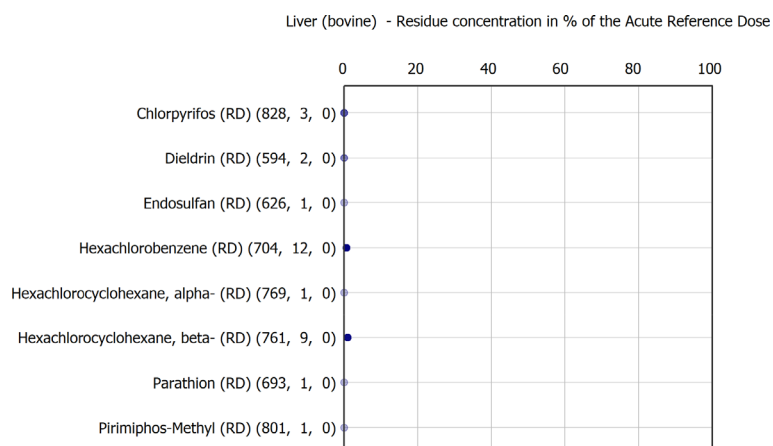 Liver (bovine)  - Residue concentration in % of the Acute Reference Dose
0 20 40 60 80 100
Chlorpyrifos (RD) (828,  3,  0)
Dieldrin (RD) (594,  2,  0)
Endosulfan (RD) (626,  1,  0)
Hexachlorobenzene (RD) (704,  12,  0)
Hexachlorocyclohexane, alpha- (RD) (769,  1,  0)
Hexachlorocyclohexane, beta- (RD) (761,  9,  0)
Parathion (RD) (693,  1,  0)
Pirimiphos-Methyl (RD) (801,  1,  0)